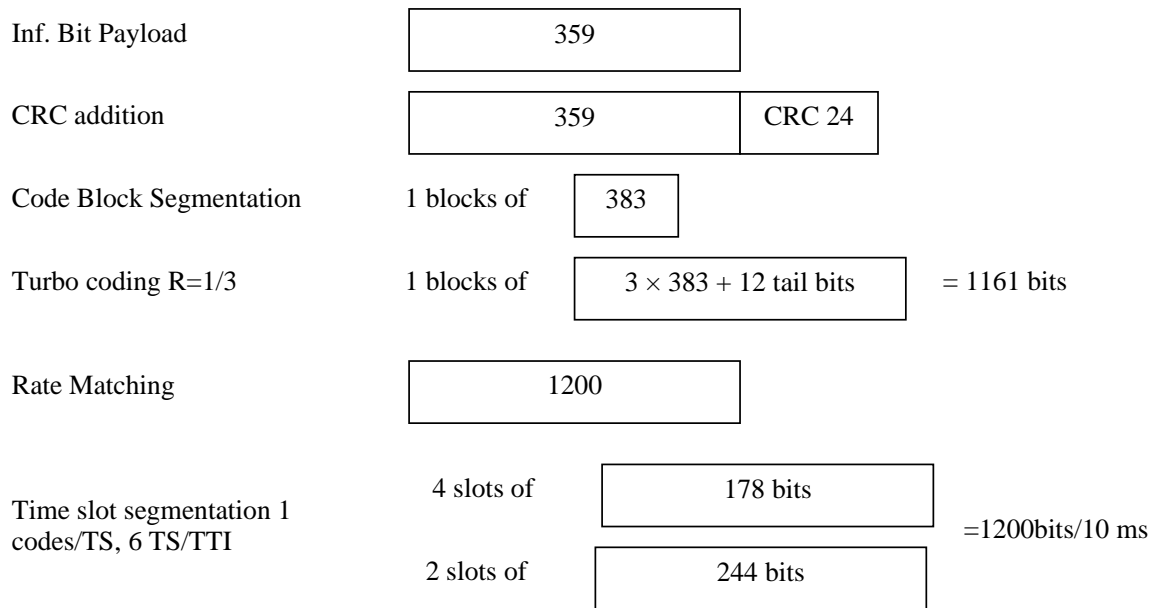 Inf. Bit Payload
359
CRC addition
359
CRC 24
Code Block Segmentation
1 blocks of
383
Turbo coding R=1/3
1 blocks of
3 × 383 + 12 tail bits
= 1161 bits
Rate Matching
1200
4 slots of
178 bits
Time slot segmentation 1
codes/TS, 6 TS/TTI
=1200bits/10 ms
2 slots of
244 bits